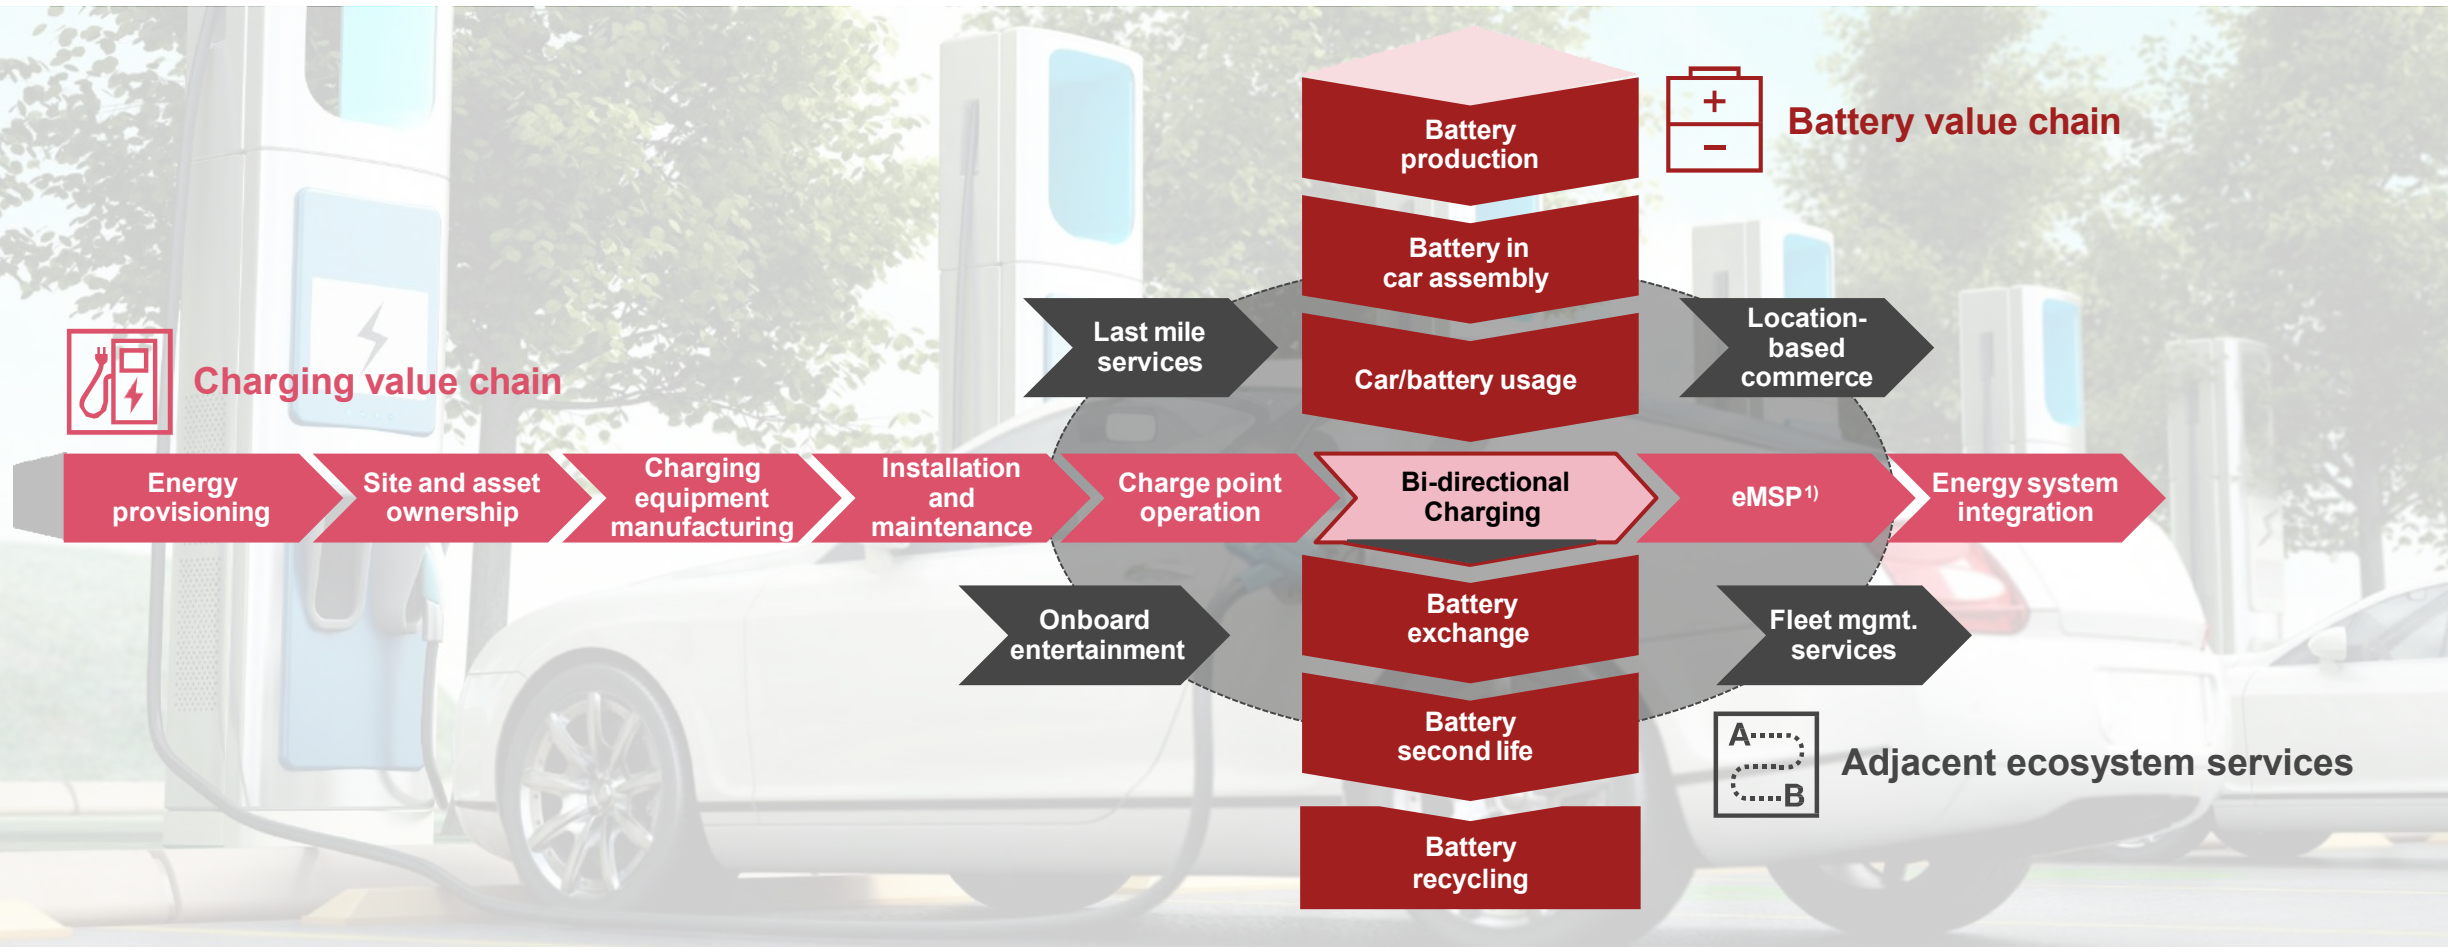 Battery
production
+
−
Battery value chain
Battery in
car assembly
Last mile
services
Location-
based
commerce
Car/battery usage
Charging value chain
Energy
provisioning
Site and asset
ownership
Charging
equipment
manufacturing
Installation
and
maintenance
Charge point
operation
Bi-directional
Charging
eMSP¹⁾
Energy system
integration
Onboard
entertainment
Battery
exchange
Fleet mgmt.
services
Battery
second life
A
B
Adjacent ecosystem services
Battery
recycling